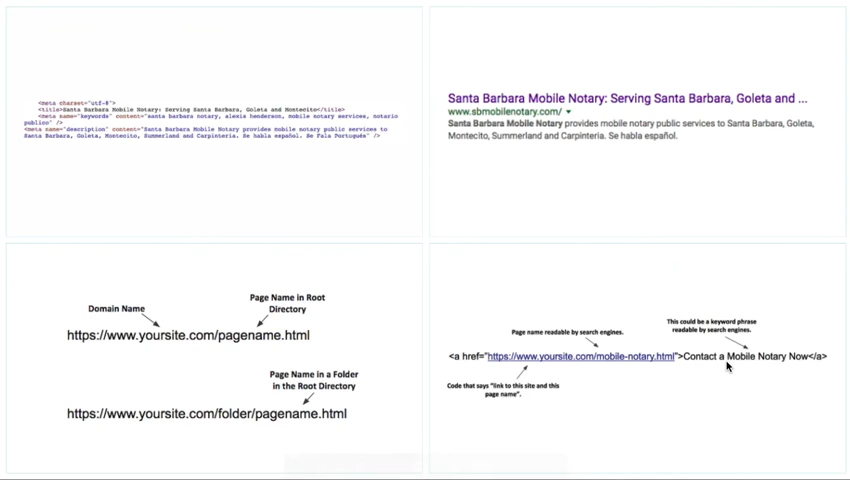 <meta charset="utf-8">
<title>Santa Barbara Mobile Notary: Serving Santa Barbara, Goleta and Montecito</title>
<meta name="keywords" content="santa barbara notary, alexia henderson, mobile notary services, notario
publico" />
<meta name="description" content="Santa Barbara Mobile Notary provides mobile notary public services to
Santa Barbara, Goleta, Montecito, Summerland and Carpinteria. Se habla español. Se Fala Português" />
Santa Barbara Mobile Notary: Serving Santa Barbara, Goleta and ...
www.sbmobilenotary.com/
Santa Barbara Mobile Notary provides mobile notary public services to Santa Barbara, Goleta,
Montecito, Summerland and Carpinteria. Se habla español.
Domain Name
Page Name in Root
Directory
https://www.yoursite.com/pagename.html
Page Name in a Folder
in the Root Directory
https://www.yoursite.com/folder/pagename.html
This could be a keyword phrase
readable by search engines.
Page name readable by search engines.
<a href="https://www.yoursite.com/mobile-notary.html">Contact a Mobile Notary Now</a>
Code that says "link to this site and this
page name".